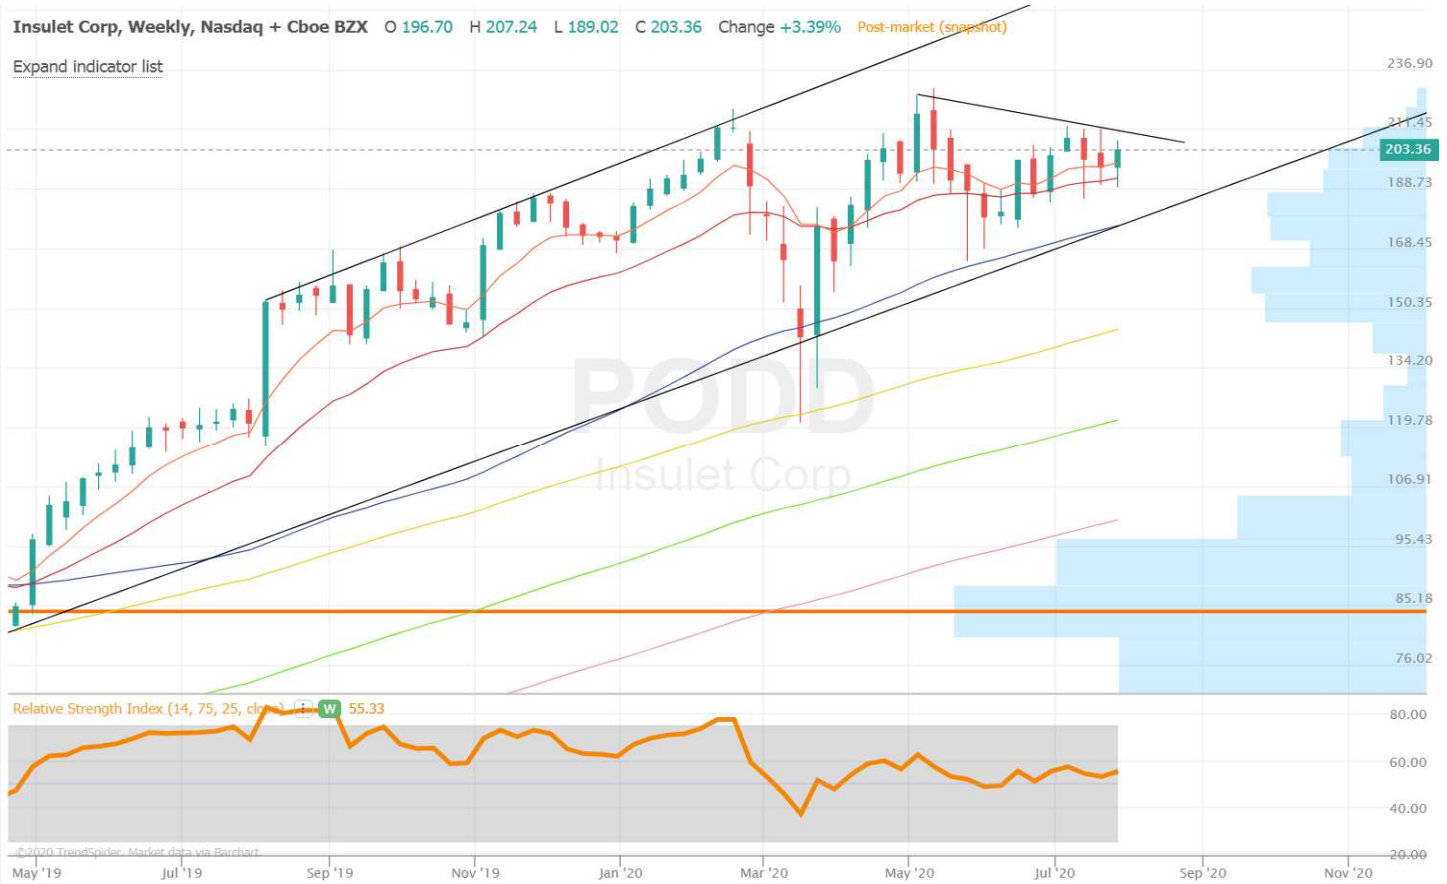 Insulet Corp, Weekly, Nasdaq + Cboe BZX O 196.70 H 207.24 L 189.02 C 203.36 Change +3.39% Post-market (snapshot)
Expand indicator list
236.90
211.45
203.36
188.73
168.45
150.35
134.20
119.78
106.91
95.43
85.18
76.02
PODD
Insulet Corp
Relative Strength Index (14, 75, 25, close) W 55.33
80.00
60.00
40.00
20.00
©2020 TrendSpider. Market data via Barchart.
May '19 Jul '19 Sep '19 Nov '19 Jan '20 Mar '20 May '20 Jul '20 Sep '20 Nov '20